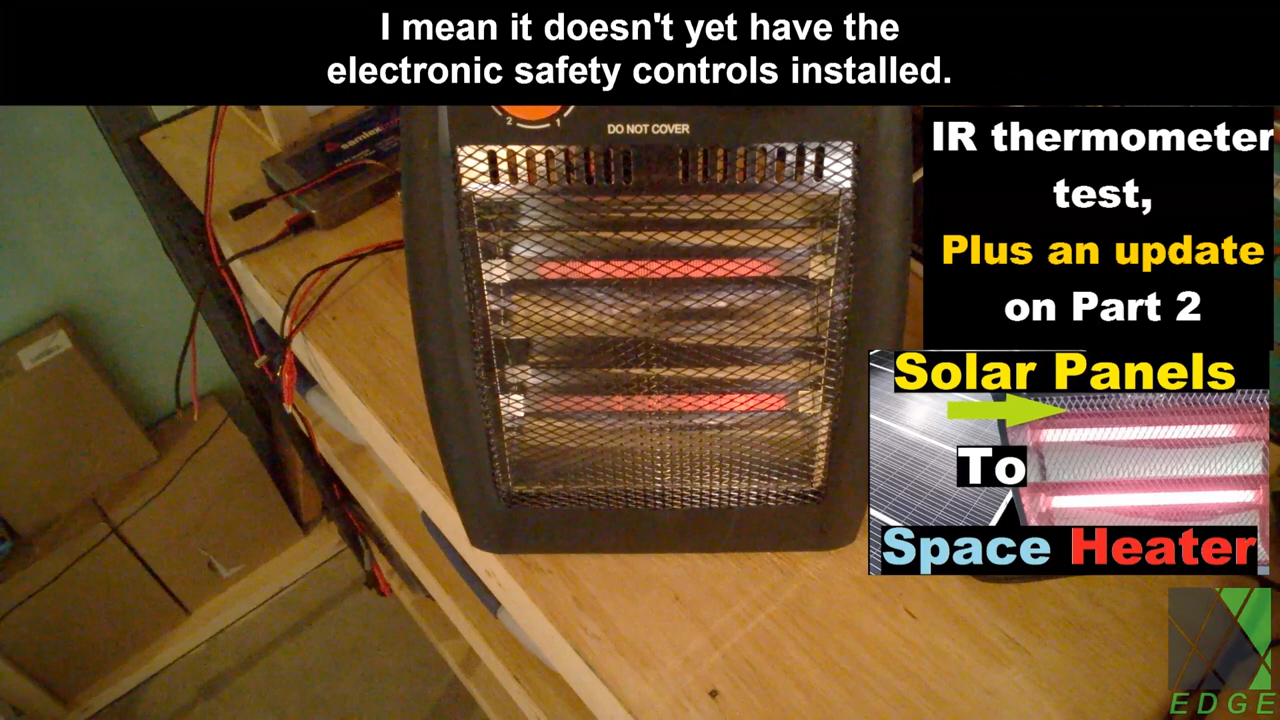 I mean it doesn't yet have the
electronic safety controls installed.
samlex
2 1
DO NOT COVER
IR thermometer
test,
Plus an update
on Part 2
Solar Panels
To
Space Heater
EDGE